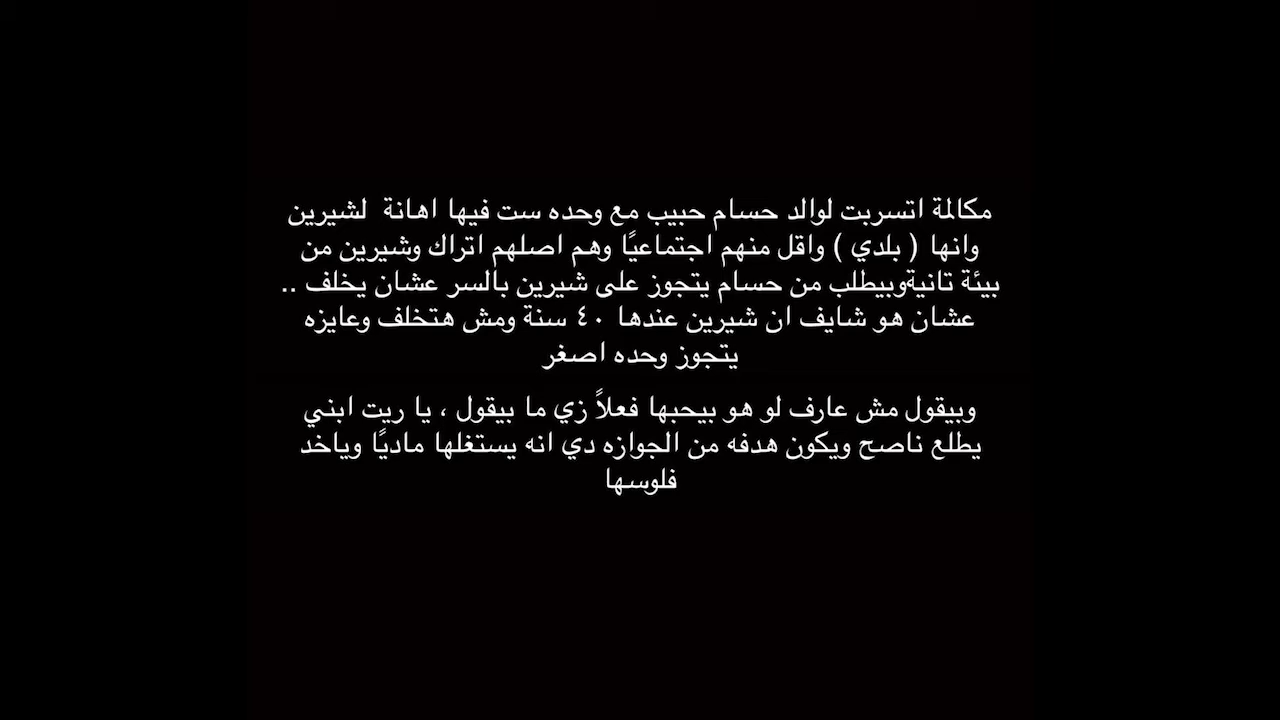 مكالمة اتسربت لوالد حسام حبيب مع وحده ست فيها اهانة لشيرين
وانها ( بلدي ) واقل منهم اجتماعيًا وهم اصلهم اتراك وشيرين من
بيئة تانيةوبيطلب من حسام يتجوز على شيرين بالسر عشان يخلف ..
عشان هو شايف ان شيرين عندها ٤٠ سنة ومش هتخلف وعايزه
يتجوز وحده اصغر
وبيقول مش عارف لو هو بيحبها فعلاً زي ما بيقول ، يا ريت ابني
يطلع ناصح ويكون هدفه من الجوازه دي انه يستغلها ماديًا وياخد
فلوسها